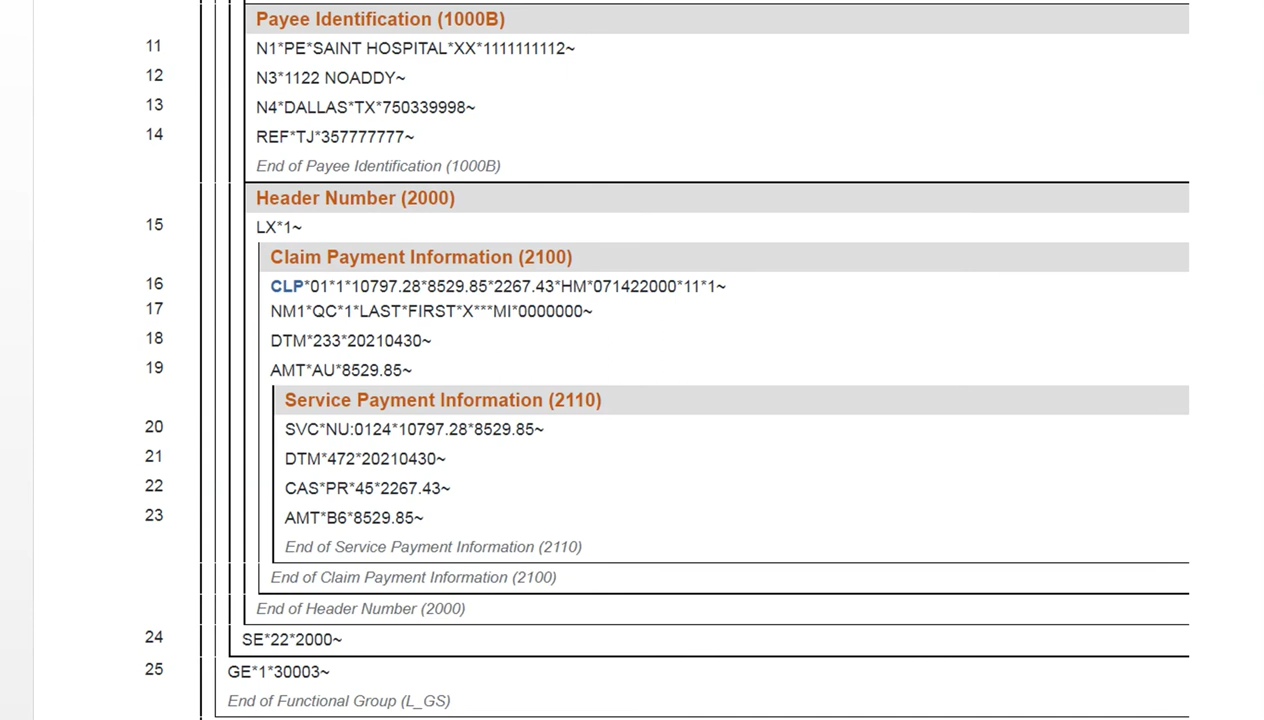 Payee Identification (1000B)
11 N1*PE*SAINT HOSPITAL*XX*1111111112~
12 N3*1122 NOADDY~
13 N4*DALLAS*TX*750339998~
14 REF*TJ*357777777~
End of Payee Identification (1000B)
Header Number (2000)
15 LX*1~
Claim Payment Information (2100)
16 CLP*01*1*10797.28*8529.85*2267.43*HM*071422000*11*1~
17 NM1*QC*1*LAST*FIRST*X***MI*0000000~
18 DTM*233*20210430~
19 AMT*AU*8529.85~
Service Payment Information (2110)
20 SVC*NU:0124*10797.28*8529.85~
21 DTM*472*20210430~
22 CAS*PR*45*2267.43~
23 AMT*B6*8529.85~
End of Service Payment Information (2110)
End of Claim Payment Information (2100)
End of Header Number (2000)
24 SE*22*2000~
25 GE*1*30003~
End of Functional Group (L_GS)